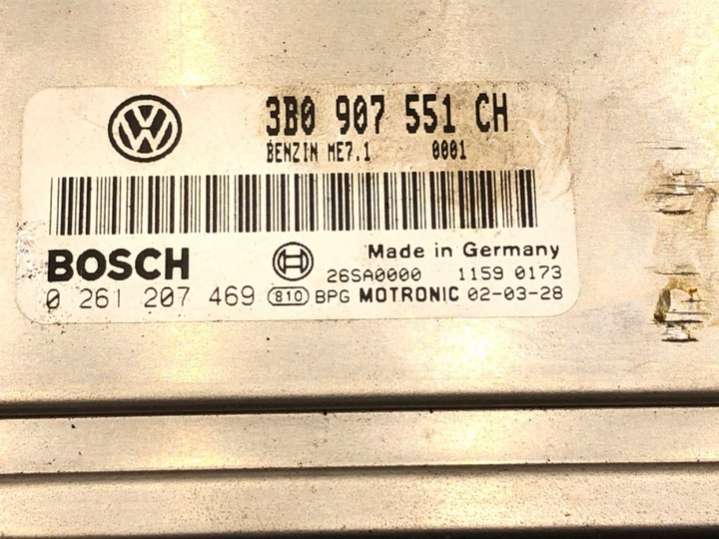 3B0 907 551 CH
BENZIN ME7.1 0001
BOSCH
Made in Germany
26SA0000 1159 0173
0 261 207 469 810 BPG MOTRONIC 02-03-28